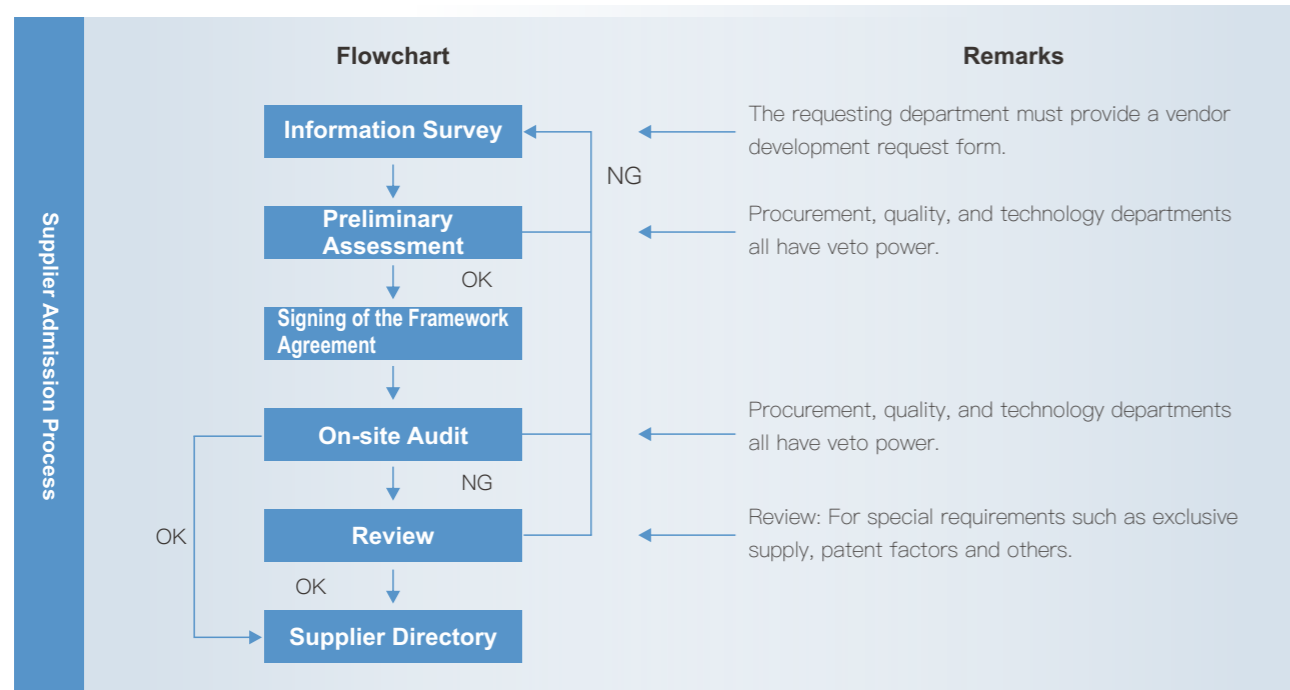 Supplier Admission Process
Flowchart
Remarks
Information Survey
The requesting department must provide a vendor
development request form.
NG
Preliminary
Assessment
Procurement, quality, and technology departments
all have veto power.
OK
Signing of the Framework
Agreement
On-site Audit
Procurement, quality, and technology departments
all have veto power.
NG
OK
Review
Review: For special requirements such as exclusive
supply, patent factors and others.
OK
Supplier Directory